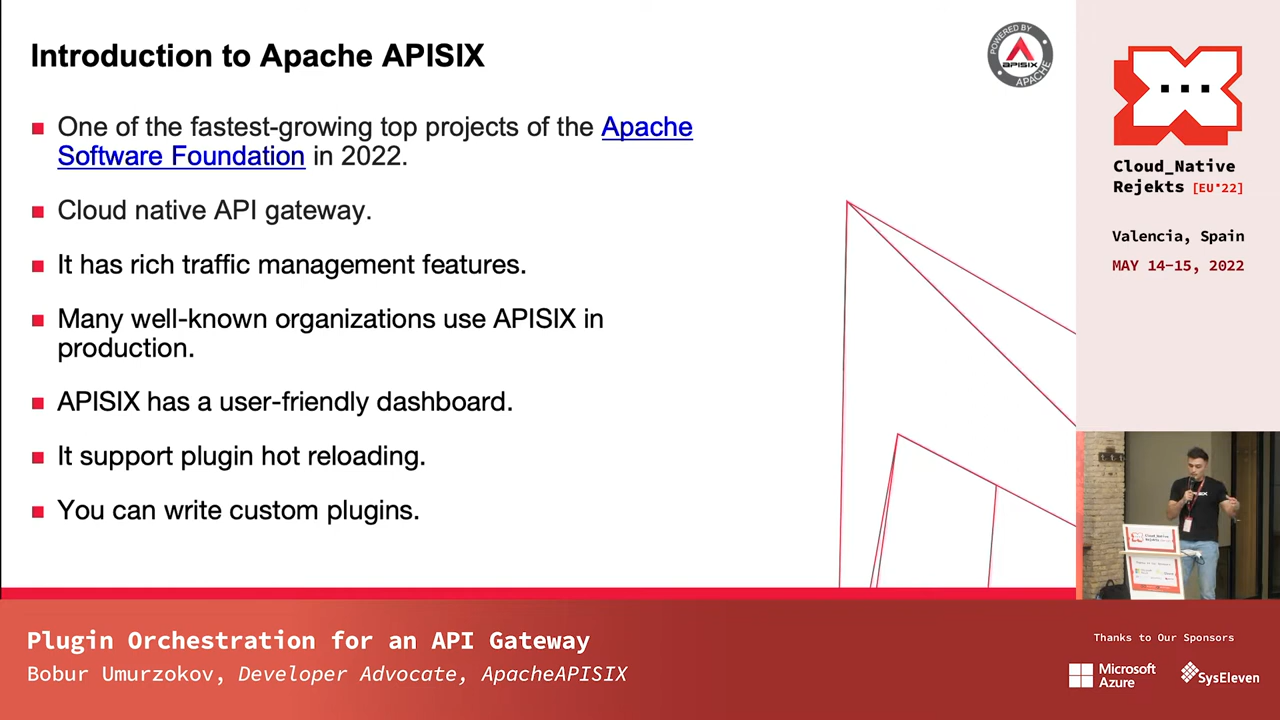 Introduction to Apache APISIX
POWERED BY
APISIX
APACHE
One of the fastest-growing top projects of the Apache
Software Foundation in 2022.
Cloud native API gateway.
It has rich traffic management features.
Many well-known organizations use APISIX in
production.
APISIX has a user-friendly dashboard.
It support plugin hot reloading.
You can write custom plugins.
Cloud_Native
Rejekts [EU*22]
Valencia, Spain
MAY 14-15, 2022
Plugin Orchestration for an API Gateway
Bobur Umurzokov, Developer Advocate, ApacheAPISIX
Thanks to Our Sponsors
Microsoft
Azure
SysEleven